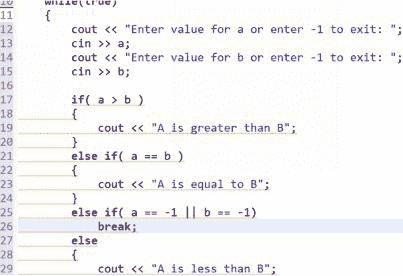 10 while(true)
11 {
12 cout << "Enter value for a or enter -1 to exit: ";
13 cin >> a;
14 cout << "Enter value for b or enter -1 to exit: ";
15 cin >> b;
16
17 if( a > b )
18 {
19 cout << "A is greater than B";
20 }
21 else if( a == b )
22 {
23 cout << "A is equal to B";
24 }
25 else if( a == -1 || b == -1)
26 break;
27 else
28 {
29 cout << "A is less than B";